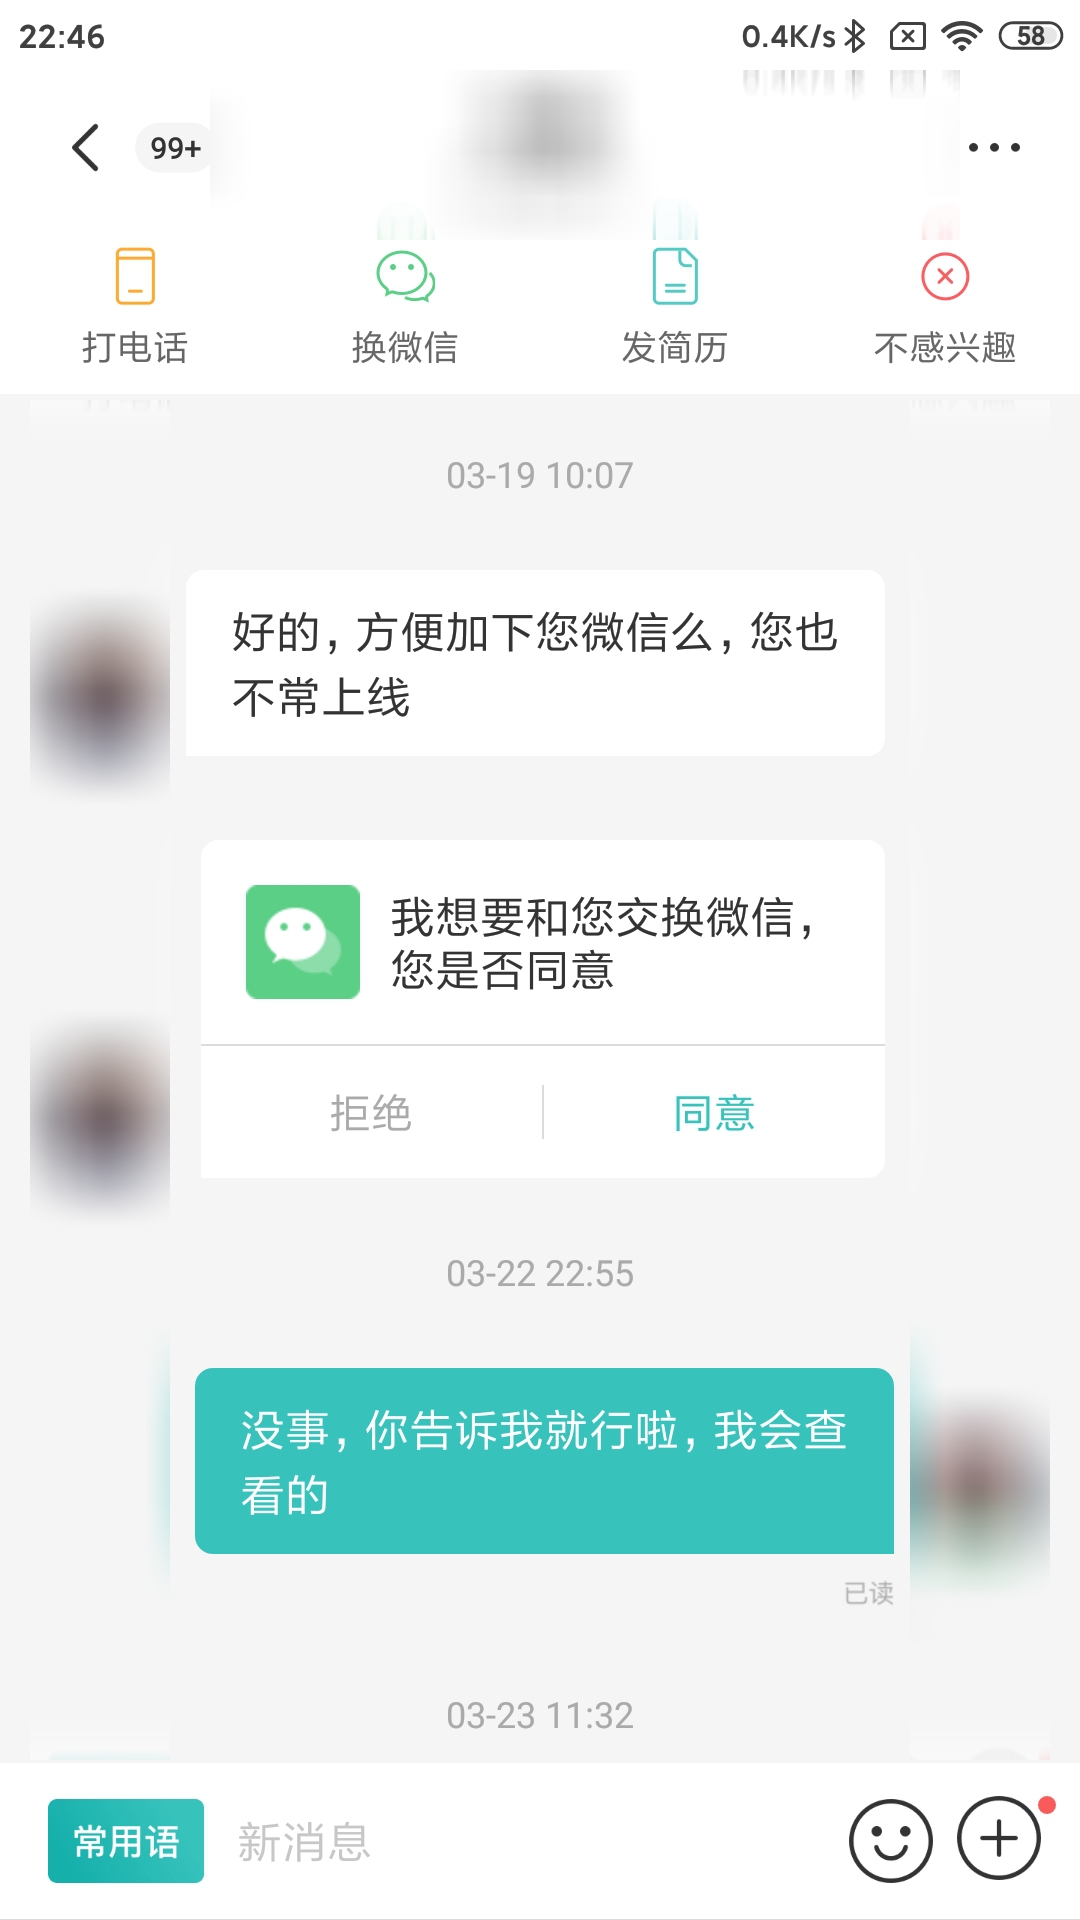 22:46 0.4K/s 58
99+
打电话 换微信 发简历 不感兴趣
03-19 10:07
好的，方便加下您微信么，您也
不常上线
我想要和您交换微信，
您是否同意
拒绝 同意
03-22 22:55
没事，你告诉我就行啦，我会查
看的
已读
03-23 11:32
常用语 新消息